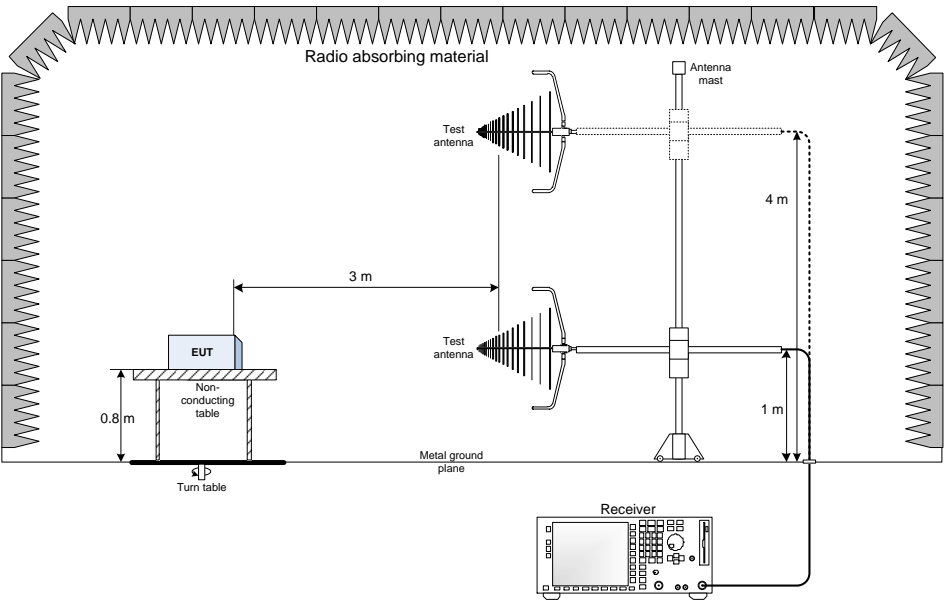 Radio absorbing material
Antenna
mast
Test
antenna
4 m
3 m
EUT
Test
antenna
Non-
conducting
table
0.8 m
1 m
Metal ground
plane
Turn table
Receiver